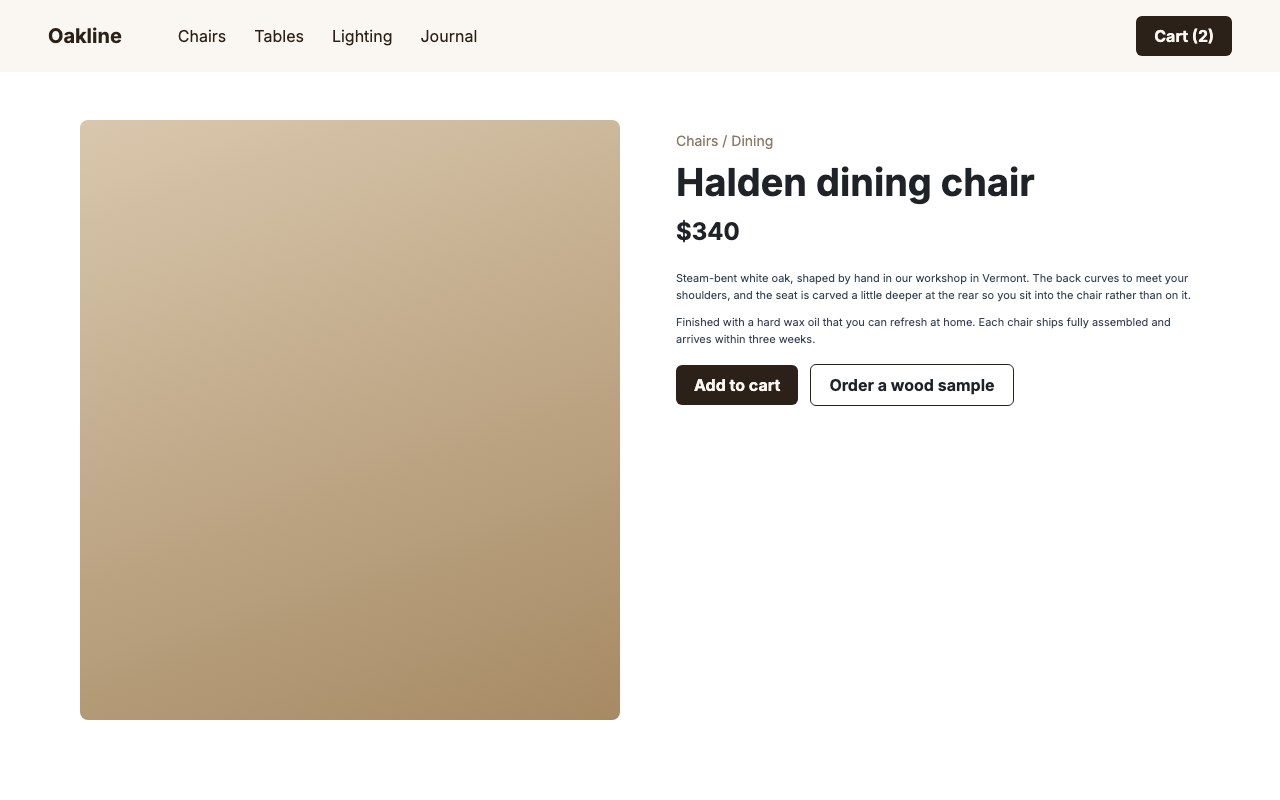 Oakline
Chairs
Tables
Lighting
Journal
Cart (2)
Chairs / Dining
Halden dining chair
$340
Steam-bent white oak, shaped by hand in our workshop in Vermont. The back curves to meet your
shoulders, and the seat is carved a little deeper at the rear so you sit into the chair rather than on it.
Finished with a hard wax oil that you can refresh at home. Each chair ships fully assembled and
arrives within three weeks.
Add to cart
Order a wood sample